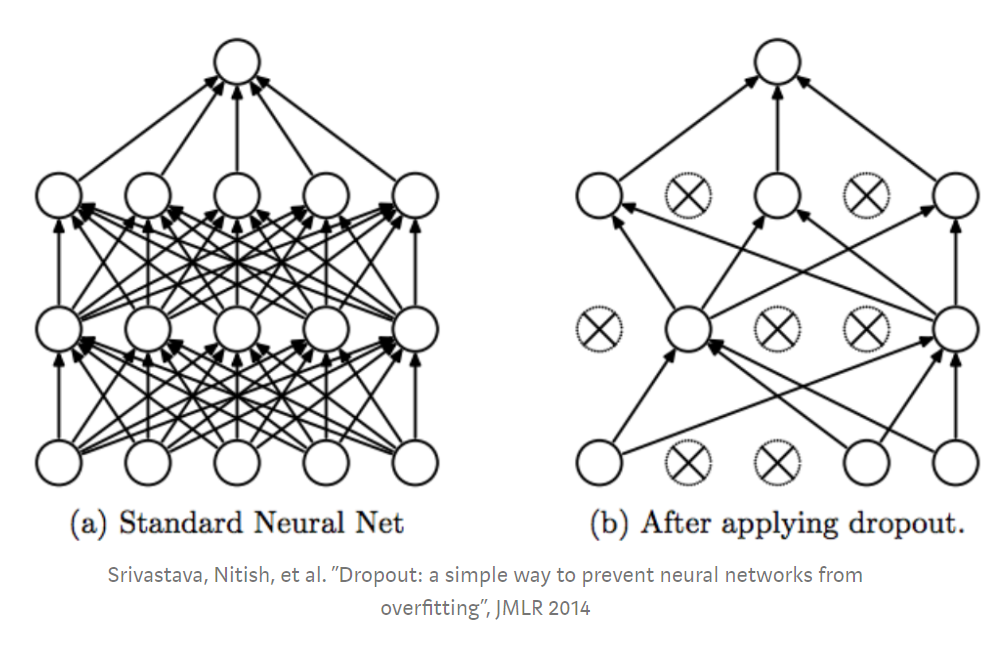 (a) Standard Neural Net
(b) After applying dropout.
Srivastava, Nitish, et al. ”Dropout: a simple way to prevent neural networks from
overfitting”, JMLR 2014